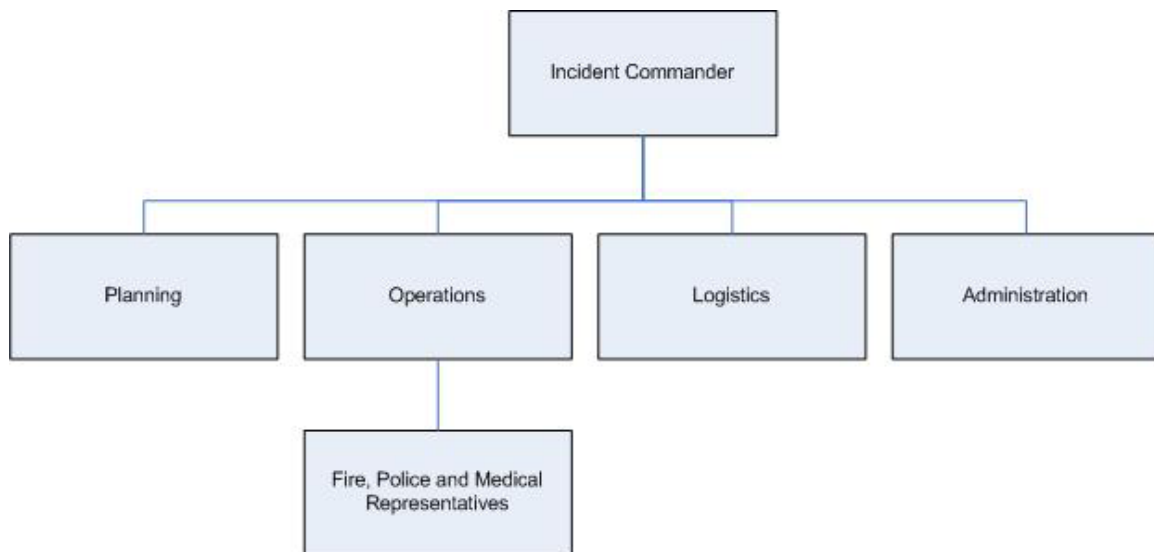 Incident Commander
Planning
Operations
Logistics
Administration
Fire, Police and Medical
Representatives